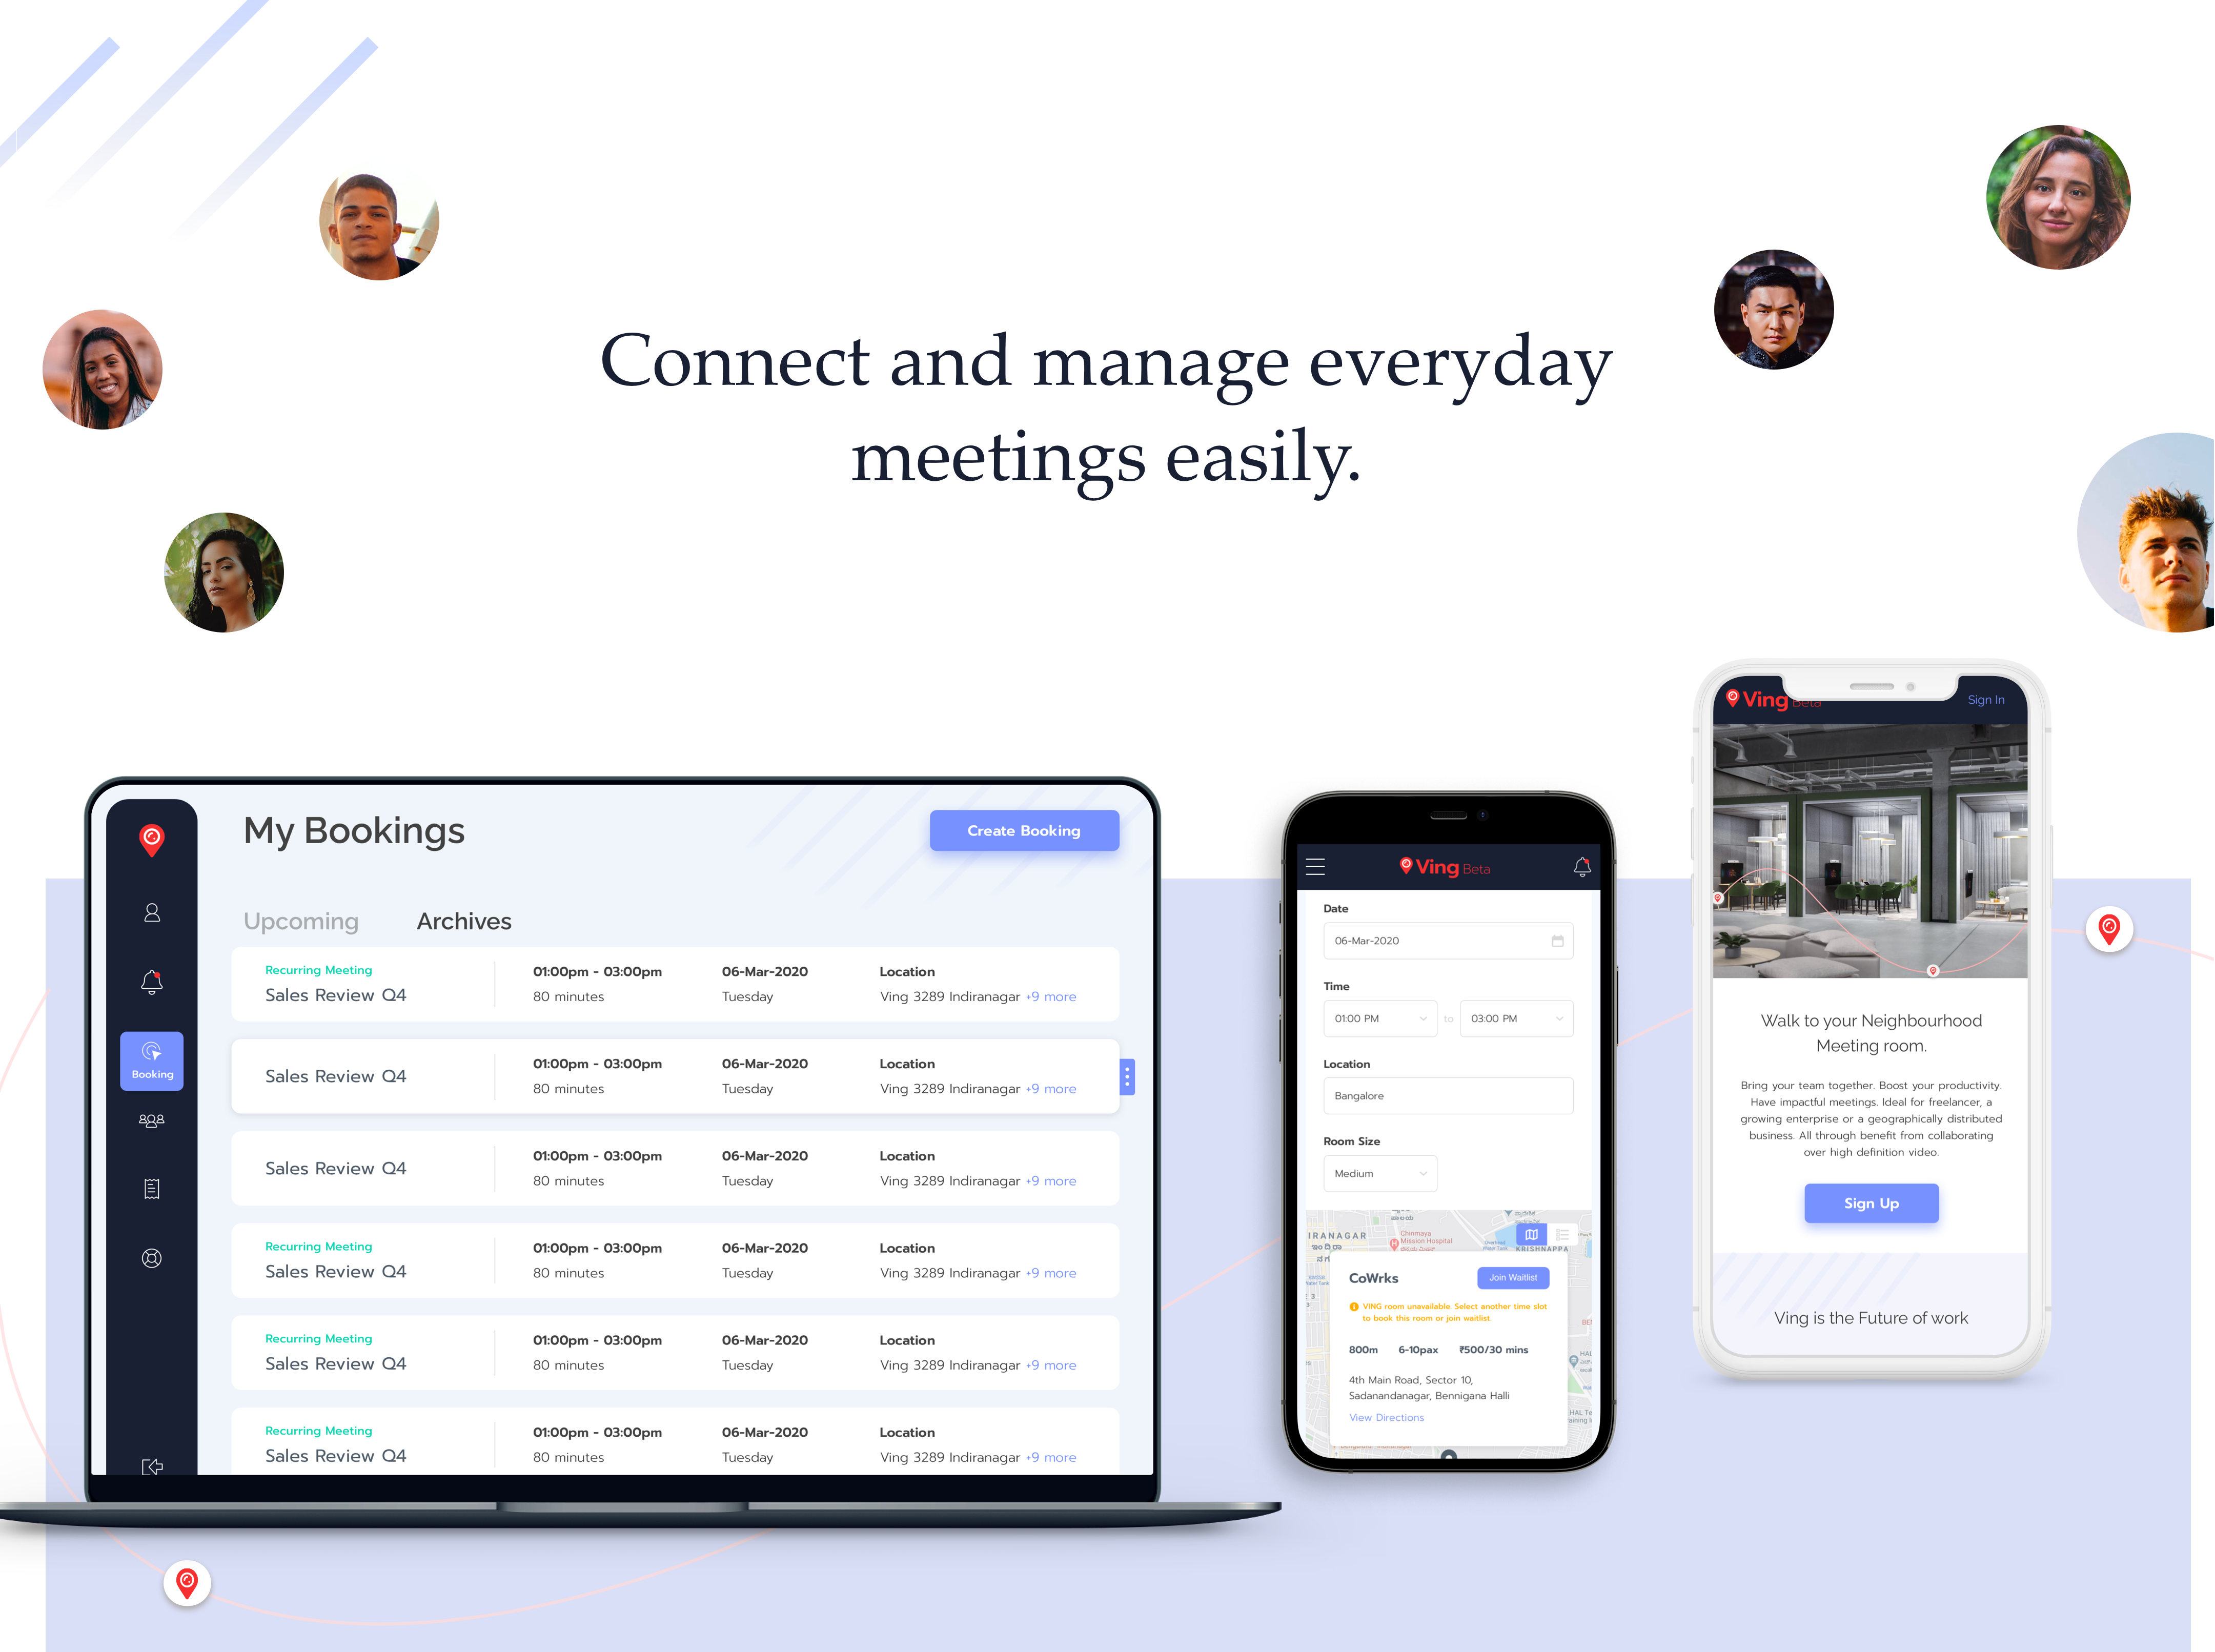 Connect and manage everyday
meetings easily.
My Bookings
Create Booking
Upcoming
Archives
Booking
Recurring Meeting
Sales Review Q4
01:00pm - 03:00pm
80 minutes
06-Mar-2020
Tuesday
Location
Ving 3289 Indiranagar +9 more
Sales Review Q4
01:00pm - 03:00pm
80 minutes
06-Mar-2020
Tuesday
Location
Ving 3289 Indiranagar +9 more
Sales Review Q4
01:00pm - 03:00pm
80 minutes
06-Mar-2020
Tuesday
Location
Ving 3289 Indiranagar +9 more
Recurring Meeting
Sales Review Q4
01:00pm - 03:00pm
80 minutes
06-Mar-2020
Tuesday
Location
Ving 3289 Indiranagar +9 more
Recurring Meeting
Sales Review Q4
01:00pm - 03:00pm
80 minutes
06-Mar-2020
Tuesday
Location
Ving 3289 Indiranagar +9 more
Recurring Meeting
Sales Review Q4
01:00pm - 03:00pm
80 minutes
06-Mar-2020
Tuesday
Location
Ving 3289 Indiranagar +9 more
Ving Beta
Date
06-Mar-2020
Time
01:00 PM
to
03:00 PM
Location
Bangalore
Room Size
Medium
IRANAGAR
Chinmaya
Mission Hospital
KRISHNAPPA
CoWrks
Join Waitlist
VING room unavailable. Select another time slot
to book this room or join waitlist.
800m
6-10pax
₹500/30 mins
4th Main Road, Sector 10,
Sadanandanagar, Bennigana Halli
View Directions
Ving Beta
Sign In
Walk to your Neighbourhood
Meeting room.
Bring your team together. Boost your productivity.
Have impactful meetings. Ideal for freelancer, a
growing enterprise or a geographically distributed
business. All through benefit from collaborating
over high definition video.
Sign Up
Ving is the Future of work